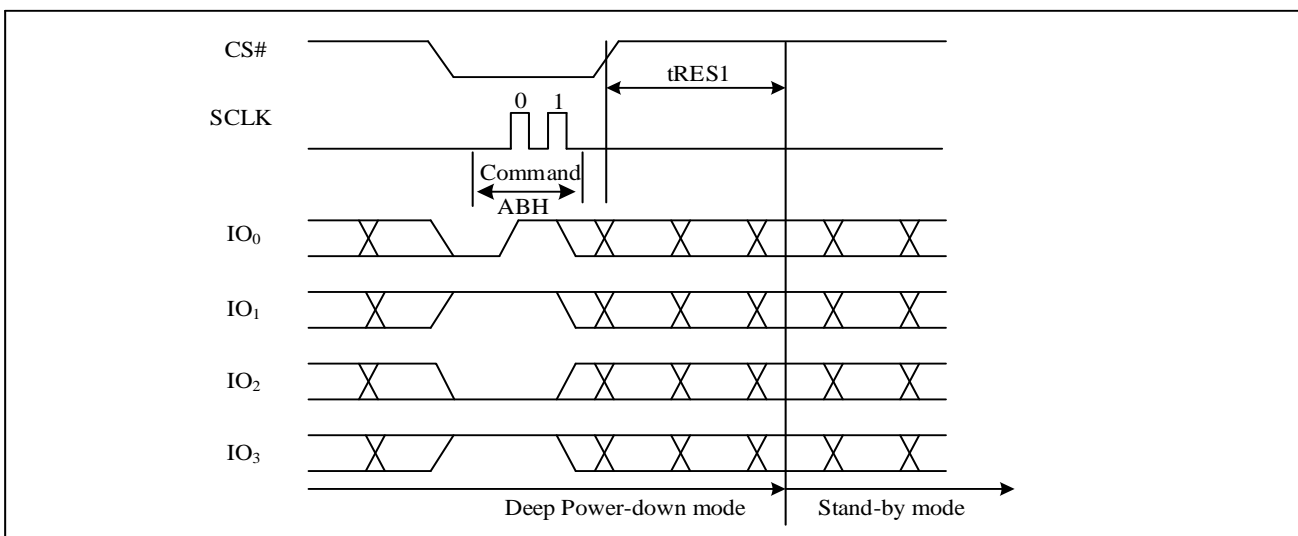 CS#
tRES1
0 1
SCLK
Command
ABH
IO₀
IO₁
IO₂
IO₃
Deep Power-down mode
Stand-by mode